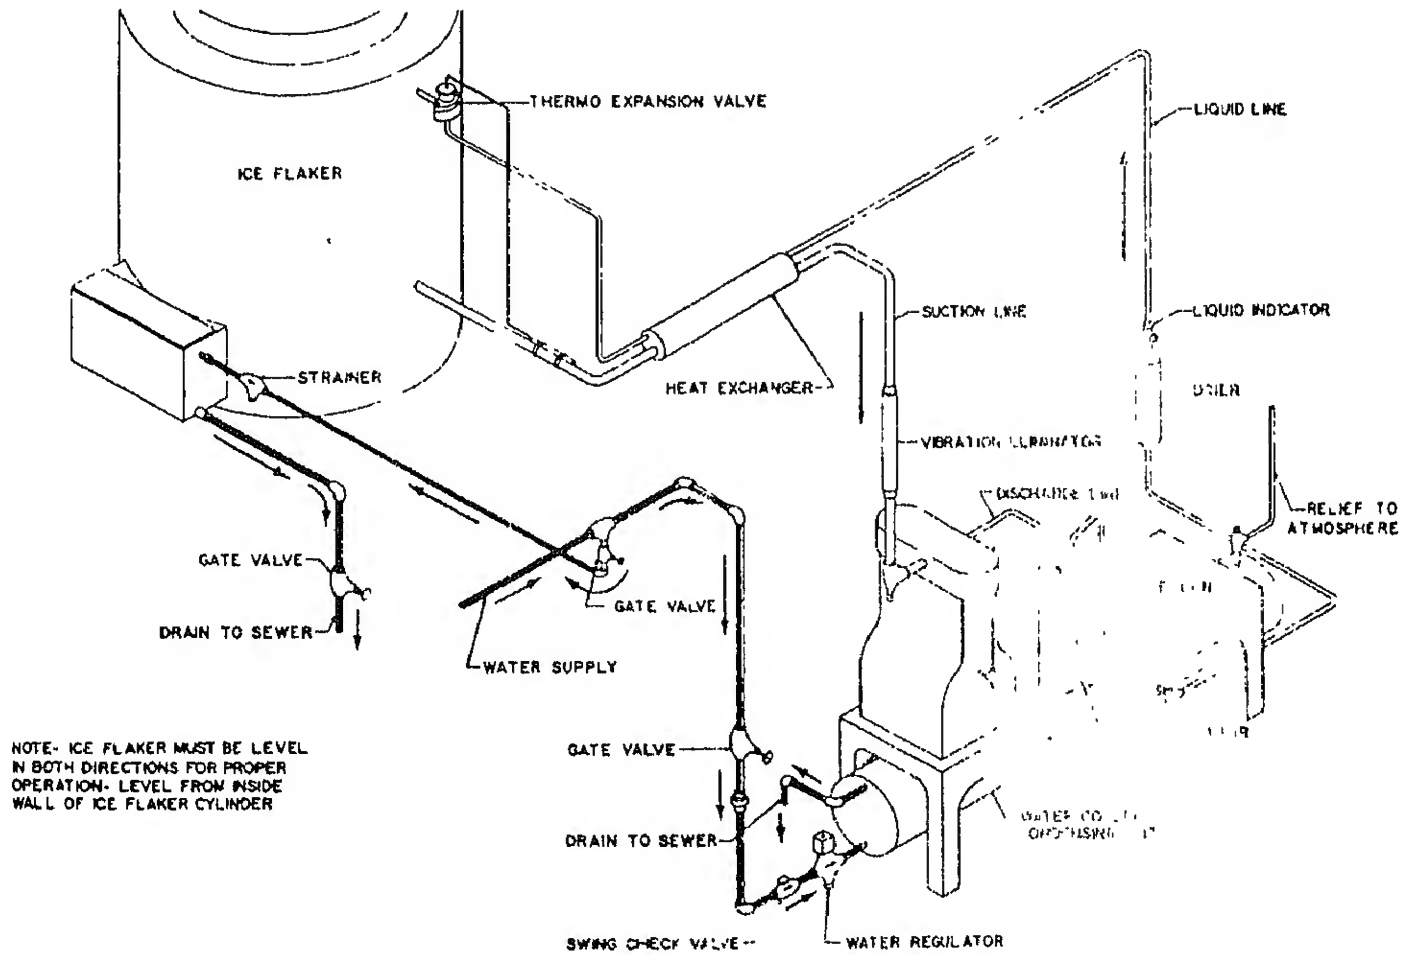 THERMO EXPANSION VALVE
LIQUID LINE
ICE FLAKER
SUCTION LINE
LIQUID INDICATOR
STRAINER
HEAT EXCHANGER
VIBRATION
RELIEF TO
ATMOSPHERE
GATE VALVE
GATE VALVE
DRAIN TO SEWER
WATER SUPPLY
NOTE- ICE FLAKER MUST BE LEVEL
IN BOTH DIRECTIONS FOR PROPER
OPERATION- LEVEL FROM INSIDE
WALL OF ICE FLAKER CYLINDER
GATE VALVE
DRAIN TO SEWER
WATER
SWING CHECK VALVE
WATER REGULATOR